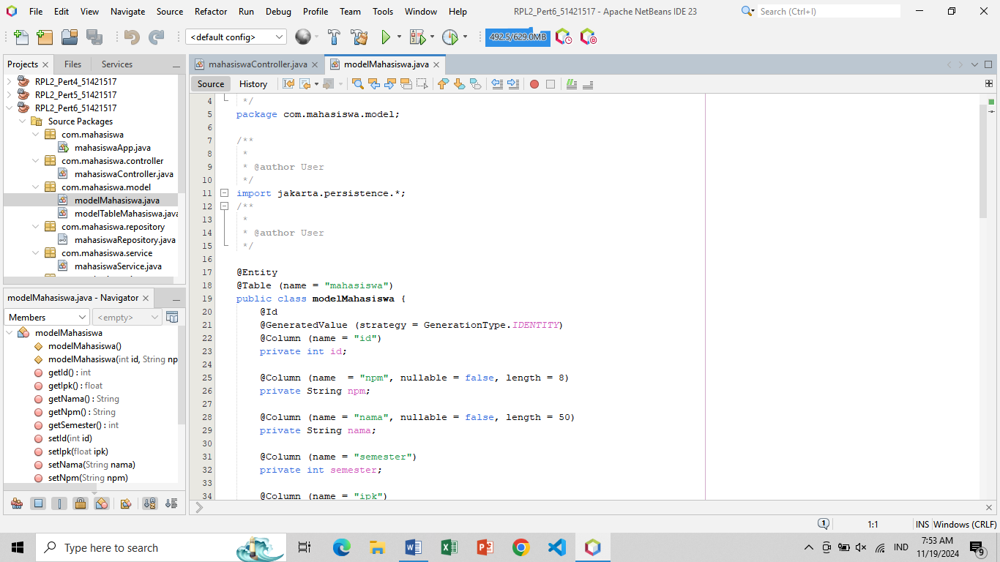 File Edit View Navigate Source Refactor Run Debug Profile Team Tools Window Help RPL2_Pert6_51421517 - Apache NetBeans IDE 23 Search (Ctrl+I)
<default config> 492.5/629.0MB
Projects Files Services
RPL2_Pert4_51421517
RPL2_Pert5_51421517
RPL2_Pert6_51421517
Source Packages
com.mahasiswa
mahasiswaApp.java
com.mahasiswa.controller
mahasiswaController.java
com.mahasiswa.model
modelMahasiswa.java
modelTableMahasiswa.java
com.mahasiswa.repository
mahasiswaRepository.java
com.mahasiswa.service
mahasiswaService.java
modelMahasiswa.java - Navigator
Members <empty>
modelMahasiswa
modelMahasiswa()
modelMahasiswa(int id, String np
getId() : int
getIpk() : float
getNama() : String
getNpm() : String
getSemester() : int
setId(int id)
setIpk(float ipk)
setNama(String nama)
setNpm(String npm)
mahasiswaController.java modelMahasiswa.java
Source History
4 */
5 package com.mahasiswa.model;
6
7 /**
8 *
9 * @author User
10 */
11 import jakarta.persistence.*;
12 /**
13 *
14 * @author User
15 */
16
17 @Entity
18 @Table (name = "mahasiswa")
19 public class modelMahasiswa {
20 @Id
21 @GeneratedValue (strategy = GenerationType.IDENTITY)
22 @Column (name = "id")
23 private int id;
24
25 @Column (name  = "npm", nullable = false, length = 8)
26 private String npm;
27
28 @Column (name = "nama", nullable = false, length = 50)
29 private String nama;
30
31 @Column (name = "semester")
32 private int semester;
33
34 @Column (name = "ipk")
1 1:1 INS Windows (CRLF)
Type here to search IND 7:53 AM
11/19/2024 9